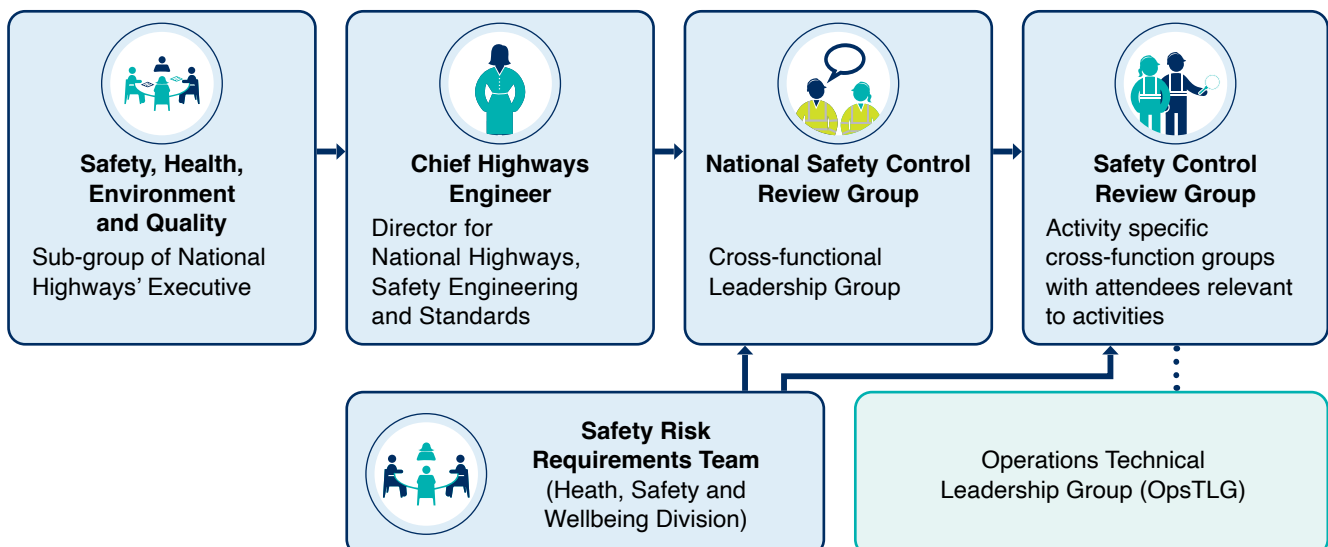 Safety, Health,
Environment
and Quality
Sub-group of National
Highways’ Executive
Chief Highways
Engineer
Director for
National Highways,
Safety Engineering
and Standards
National Safety Control
Review Group
Cross-functional
Leadership Group
Safety Control
Review Group
Activity specific
cross-function groups
with attendees relevant
to activities
Safety Risk
Requirements Team
(Heath, Safety and
Wellbeing Division)
Operations Technical
Leadership Group (OpsTLG)